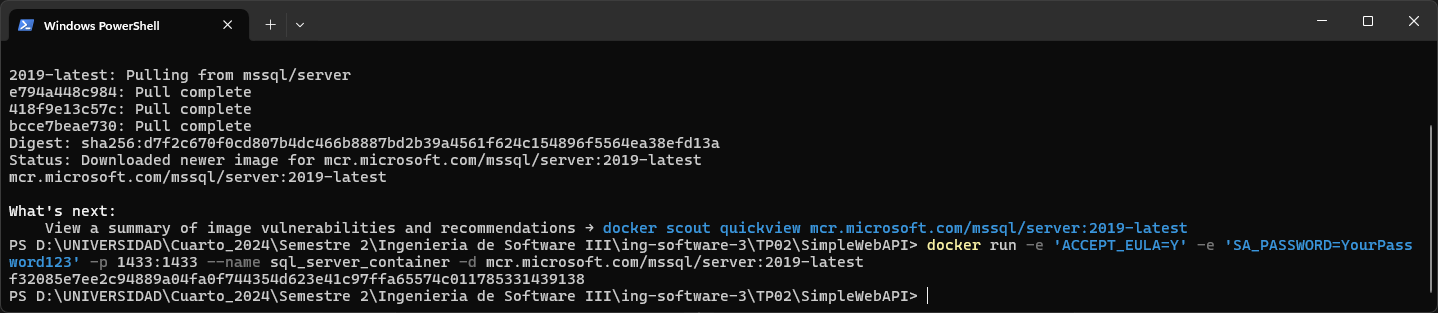 Windows PowerShell
2019-latest: Pulling from mssql/server
e794a448c984: Pull complete
418f9e13c57c: Pull complete
bcce7beae730: Pull complete
Digest: sha256:d7f2c670f0cd807b4dc466b8887bd2b39a4561f624c154896f5564ea38efd13a
Status: Downloaded newer image for mcr.microsoft.com/mssql/server:2019-latest
mcr.microsoft.com/mssql/server:2019-latest
What's next:
    View a summary of image vulnerabilities and recommendations → docker scout quickview mcr.microsoft.com/mssql/server:2019-latest
PS D:\UNIVERSIDAD\Cuarto_2024\Semestre 2\Ingenieria de Software III\ing-software-3\TP02\SimpleWebAPI> docker run -e 'ACCEPT_EULA=Y' -e 'SA_PASSWORD=YourPass
word123' -p 1433:1433 --name sql_server_container -d mcr.microsoft.com/mssql/server:2019-latest
f32085e7ee2c94889a04fa0f744354d623e41c97ffa65574c011785331439138
PS D:\UNIVERSIDAD\Cuarto_2024\Semestre 2\Ingenieria de Software III\ing-software-3\TP02\SimpleWebAPI>